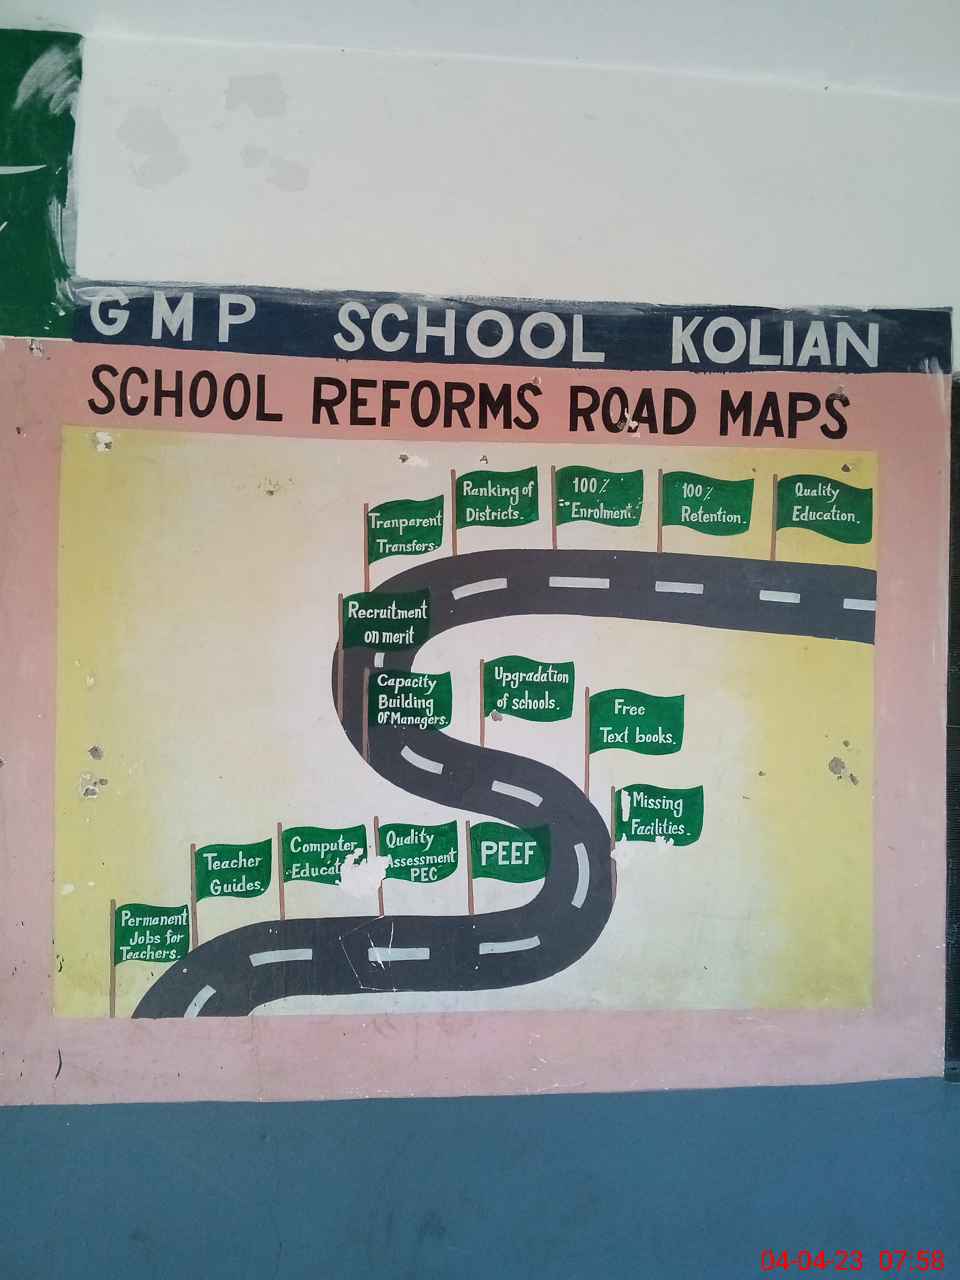 GMP SCHOOL KOLIAN
SCHOOL REFORMS ROAD MAPS
Tranparent
Transfers.
Ranking of
Districts.
100%
Enrolment.
100%
Retention.
Quality
Education.
Recruitment
on merit
Capacity
Building
Of Managers.
Upgradation
of schools.
Free
Text books.
Missing
Facilities.
Permanent
Jobs for
Teachers.
Teacher
Guides.
Computer
Educat
Quality
Assessment
PEC
PEEF
04-04-23 07:58